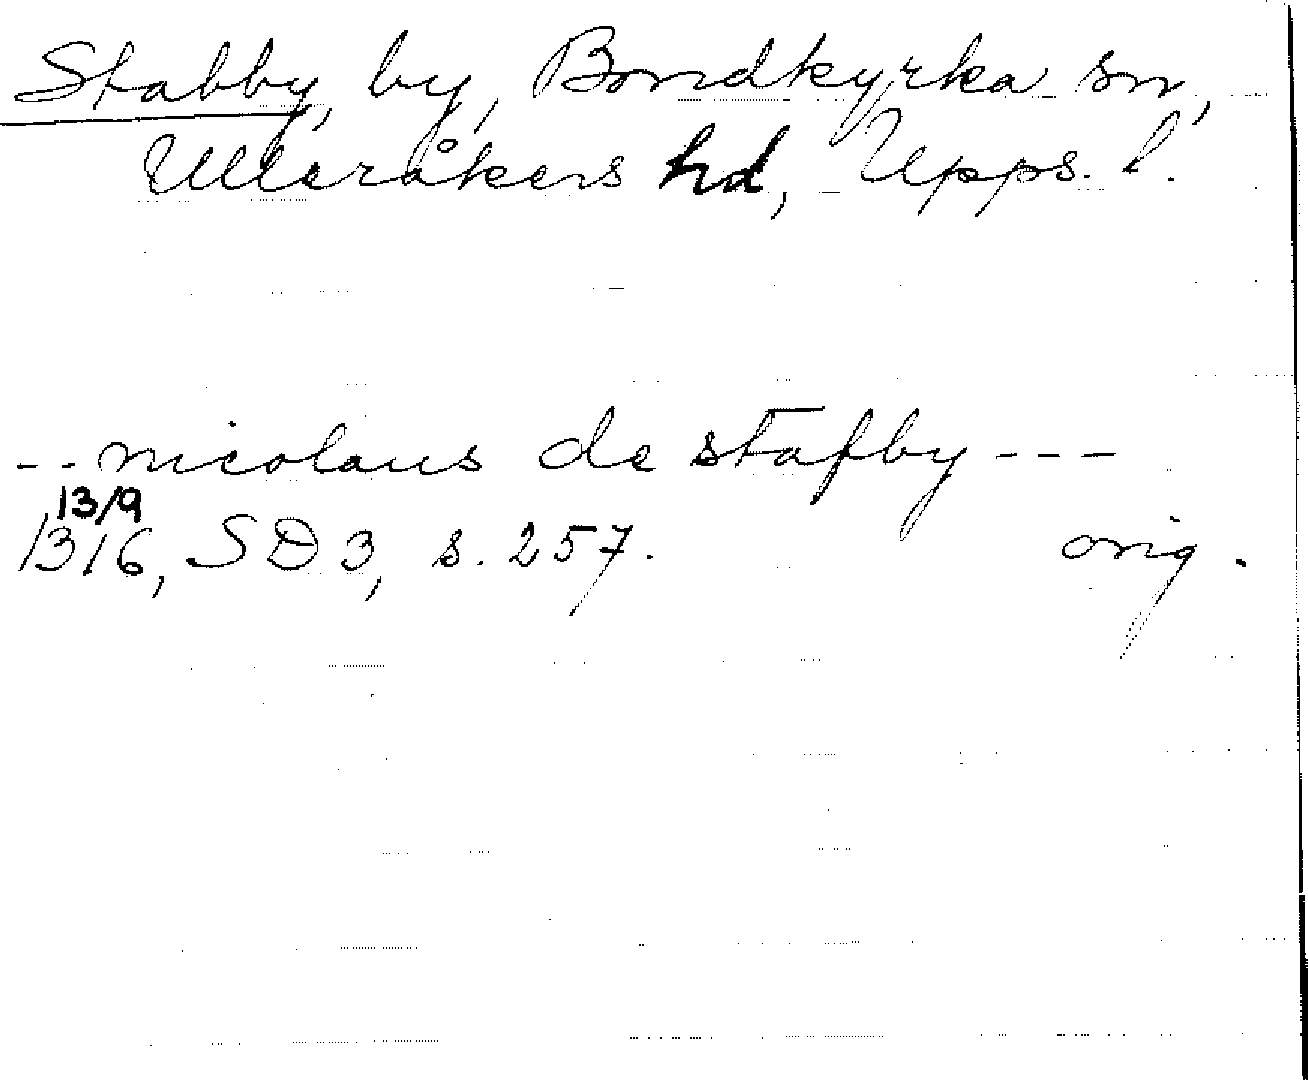 Stabby, by, Bondkyrka sn,
Ulleråkers hd, Upps. l.
-- nicolaus de stafby ---
13/9
1316, SD 3, s. 257. orig.